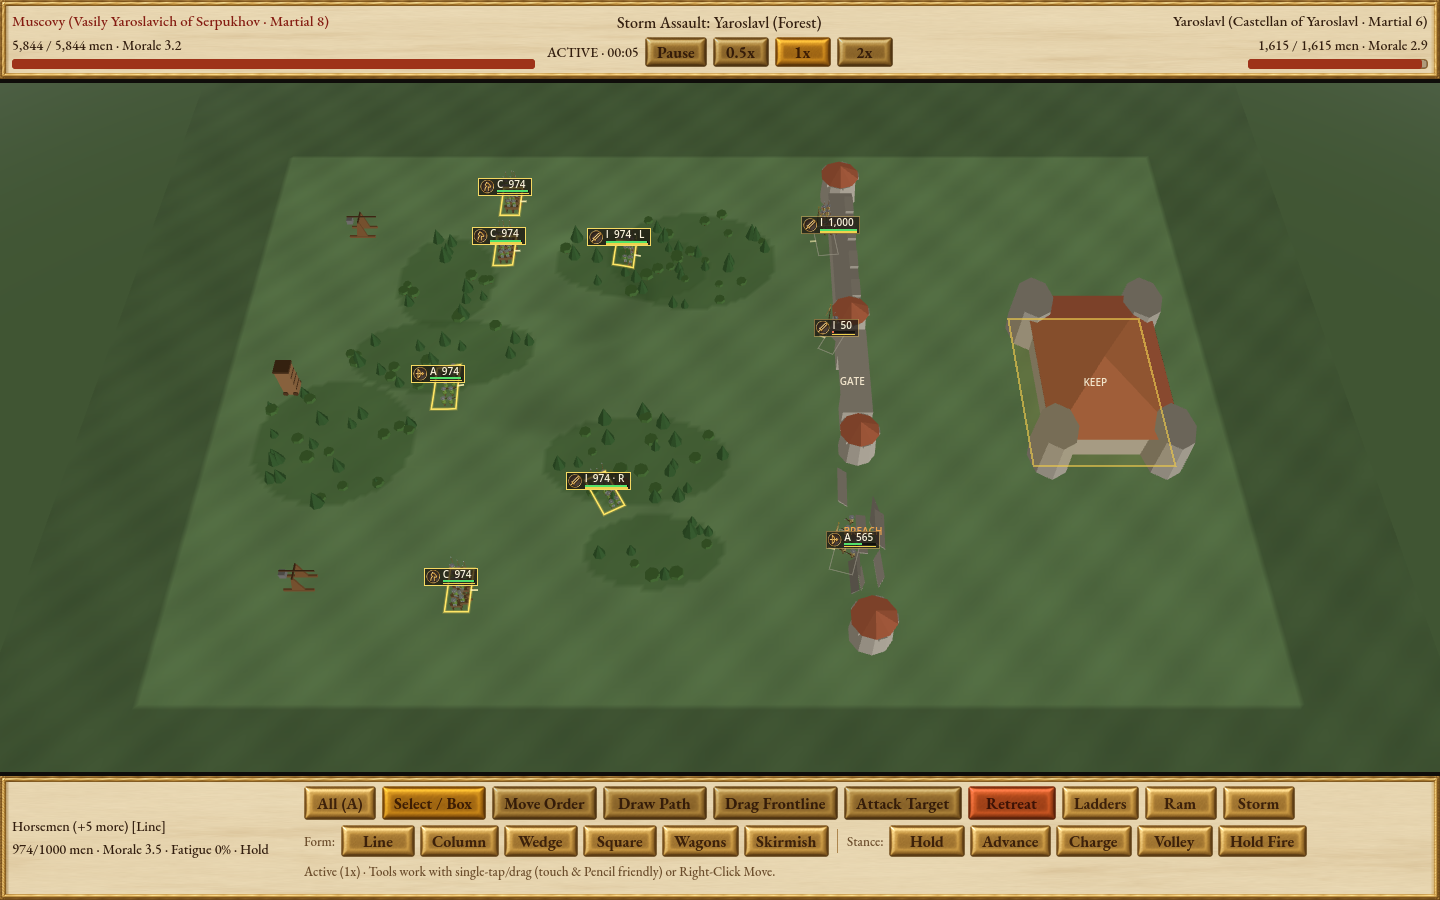 Muscovy (Vasily Yaroslavich of Serpukhov · Martial 8)
5,844 / 5,844 men · Morale 3.2
Storm Assault: Yaroslavl (Forest)
ACTIVE · 00:05
Pause
0.5x
1x
2x
Yaroslavl (Castellan of Yaroslavl · Martial 6)
1,615 / 1,615 men · Morale 2.9
C 974
C 974
I 974 · L
I 1,000
I 50
A 974
GATE
KEEP
I 974 · R
BREACH
A 565
C 974
Horsemen (+5 more) [Line]
974/1000 men · Morale 3.5 · Fatigue 0% · Hold
All (A)
Select / Box
Move Order
Draw Path
Drag Frontline
Attack Target
Retreat
Ladders
Ram
Storm
Form:
Line
Column
Wedge
Square
Wagons
Skirmish
Stance:
Hold
Advance
Charge
Volley
Hold Fire
Active (1x) · Tools work with single-tap/drag (touch & Pencil friendly) or Right-Click Move.